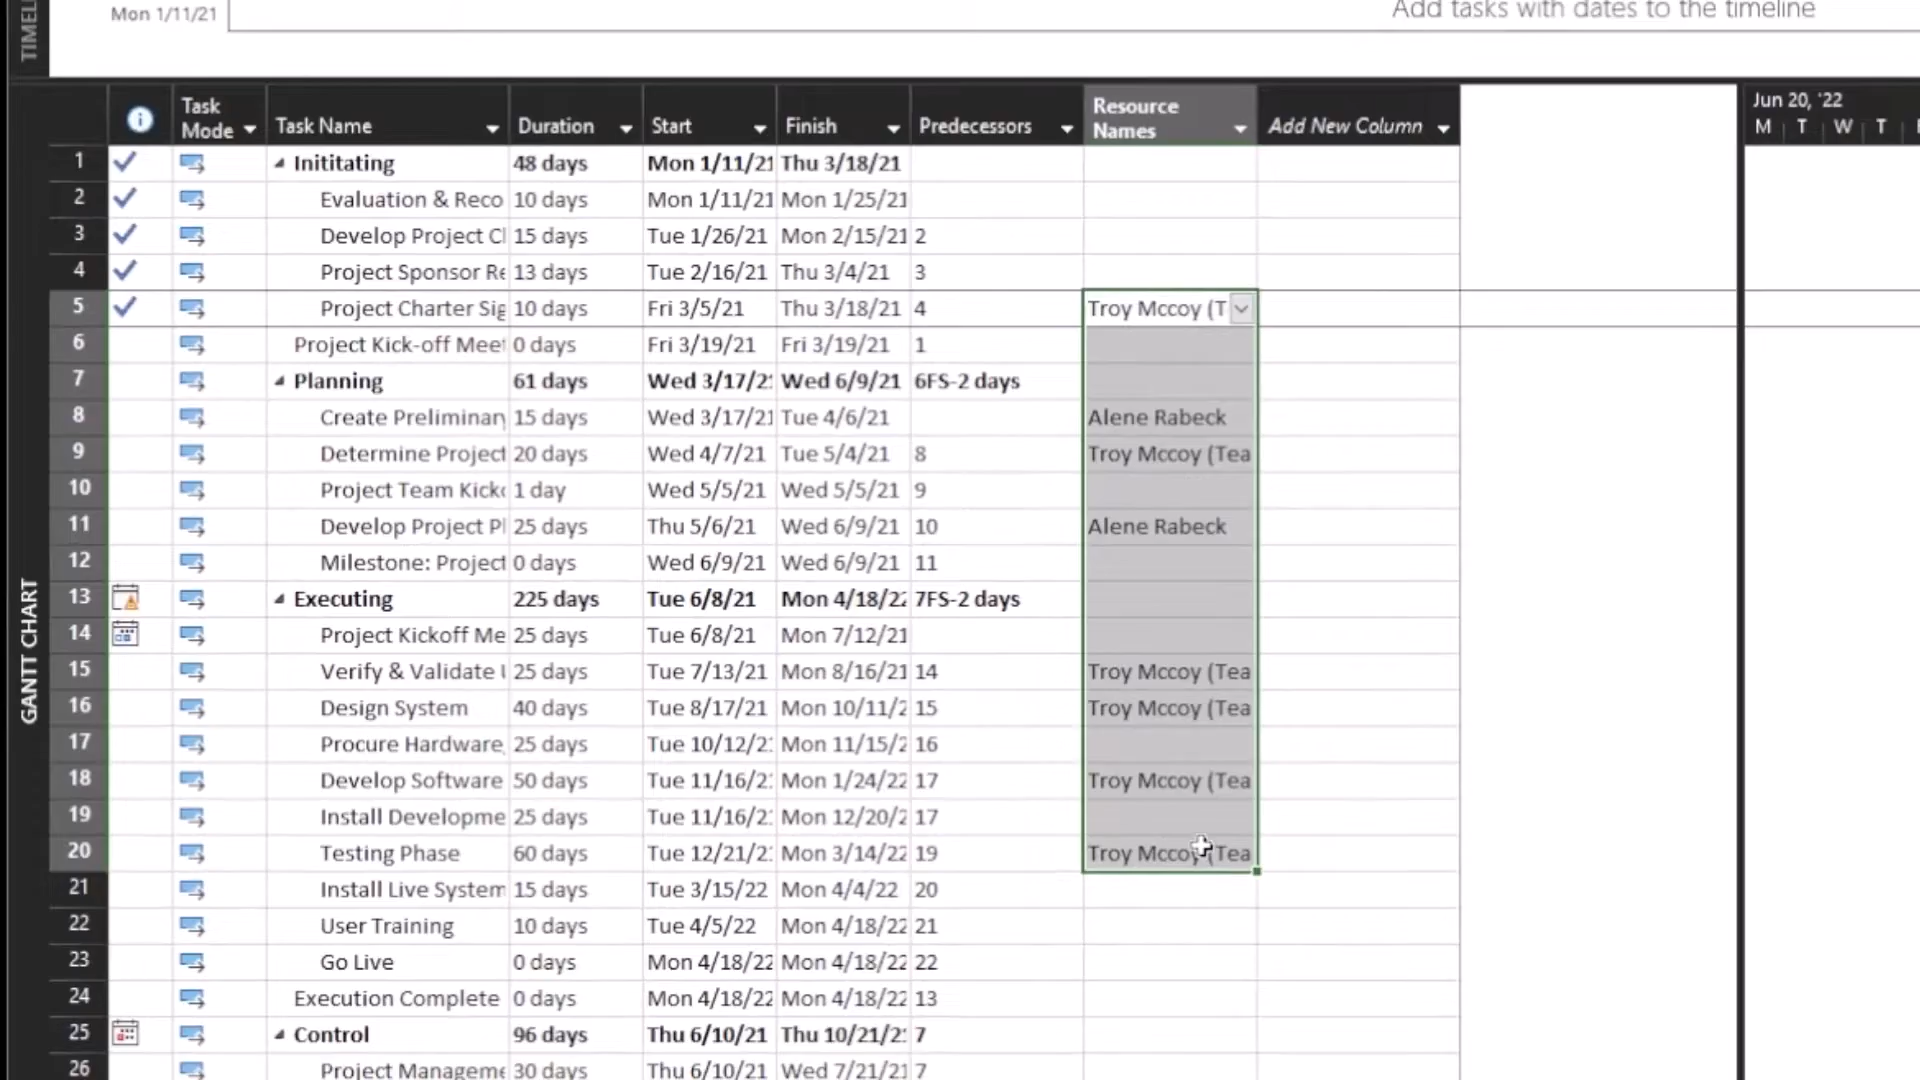 Mon 1/11/21 Add tasks with dates to the timeline
TIMEL
GANTT CHART
Task Mode Task Name Duration Start Finish Predecessors Resource Names Add New Column Jun 20, '22
M T W T F
1 Inititating 48 days Mon 1/11/21 Thu 3/18/21
2 Evaluation & Reco 10 days Mon 1/11/21 Mon 1/25/21
3 Develop Project Cl 15 days Tue 1/26/21 Mon 2/15/21 2
4 Project Sponsor Re 13 days Tue 2/16/21 Thu 3/4/21 3
5 Project Charter Sig 10 days Fri 3/5/21 Thu 3/18/21 4 Troy Mccoy (T
6 Project Kick-off Meet 0 days Fri 3/19/21 Fri 3/19/21 1
7 Planning 61 days Wed 3/17/21 Wed 6/9/21 6FS-2 days
8 Create Preliminary 15 days Wed 3/17/21 Tue 4/6/21 Alene Rabeck
9 Determine Project 20 days Wed 4/7/21 Tue 5/4/21 8 Troy Mccoy (Tea
10 Project Team Kicko 1 day Wed 5/5/21 Wed 5/5/21 9
11 Develop Project Pl 25 days Thu 5/6/21 Wed 6/9/21 10 Alene Rabeck
12 Milestone: Project 0 days Wed 6/9/21 Wed 6/9/21 11
13 Executing 225 days Tue 6/8/21 Mon 4/18/22 7FS-2 days
14 Project Kickoff Me 25 days Tue 6/8/21 Mon 7/12/21
15 Verify & Validate U 25 days Tue 7/13/21 Mon 8/16/21 14 Troy Mccoy (Tea
16 Design System 40 days Tue 8/17/21 Mon 10/11/2 15 Troy Mccoy (Tea
17 Procure Hardware, 25 days Tue 10/12/2 Mon 11/15/2 16
18 Develop Software 50 days Tue 11/16/2 Mon 1/24/22 17 Troy Mccoy (Tea
19 Install Developme 25 days Tue 11/16/2 Mon 12/20/2 17
20 Testing Phase 60 days Tue 12/21/2 Mon 3/14/22 19 Troy Mccoy (Tea
21 Install Live System 15 days Tue 3/15/22 Mon 4/4/22 20
22 User Training 10 days Tue 4/5/22 Mon 4/18/22 21
23 Go Live 0 days Mon 4/18/22 Mon 4/18/22 22
24 Execution Complete 0 days Mon 4/18/22 Mon 4/18/22 13
25 Control 96 days Thu 6/10/21 Thu 10/21/2 7
26 Project Manageme 30 days Thu 6/10/21 Wed 7/21/21 7